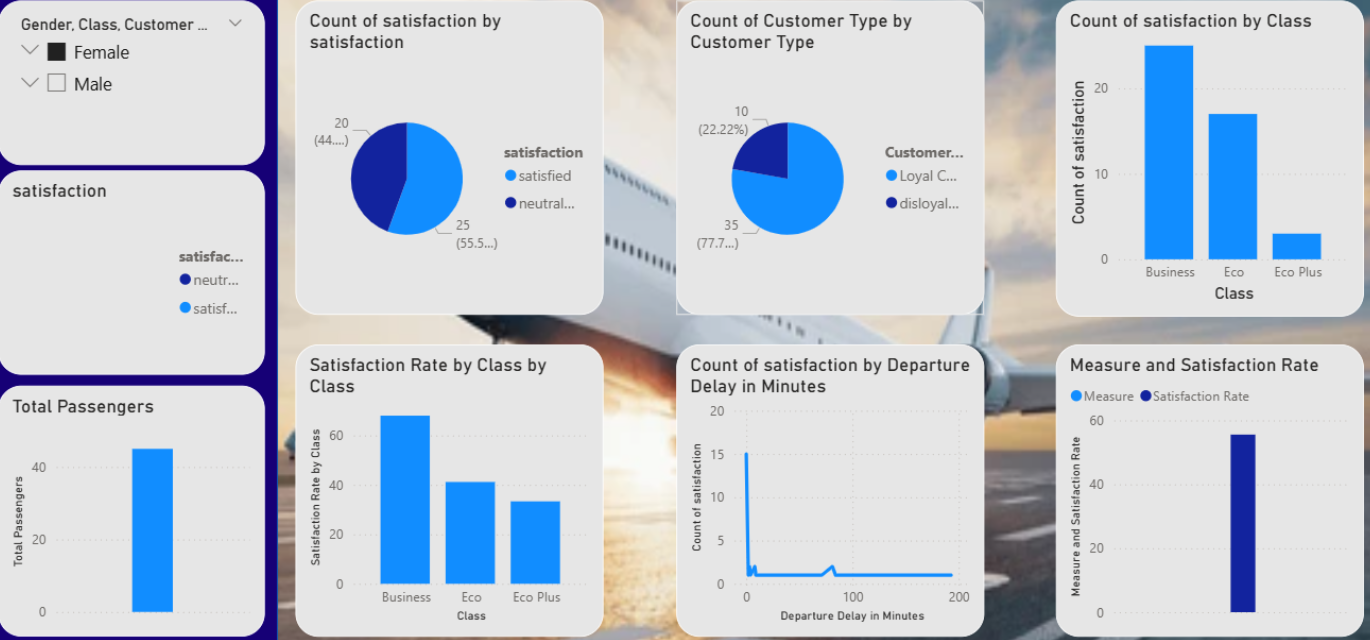 Gender, Class, Customer ...
Female
Male
satisfaction
satisfac...
neutr...
satisf...
Total Passengers
Total Passengers
40
20
0
Count of satisfaction by
satisfaction
20
(44....)
25
(55.5...)
satisfaction
satisfied
neutral...
Count of Customer Type by
Customer Type
10
(22.22%)
35
(77.7...)
Customer...
Loyal C...
disloyal...
Count of satisfaction by Class
Count of satisfaction
20
10
0
Business Eco Eco Plus
Class
Satisfaction Rate by Class by
Class
Satisfaction Rate by Class
60
40
20
0
Business Eco Eco Plus
Class
Count of satisfaction by Departure
Delay in Minutes
Count of satisfaction
20
15
10
5
0
0 100 200
Departure Delay in Minutes
Measure and Satisfaction Rate
Measure Satisfaction Rate
Measure and Satisfaction Rate
60
40
20
0